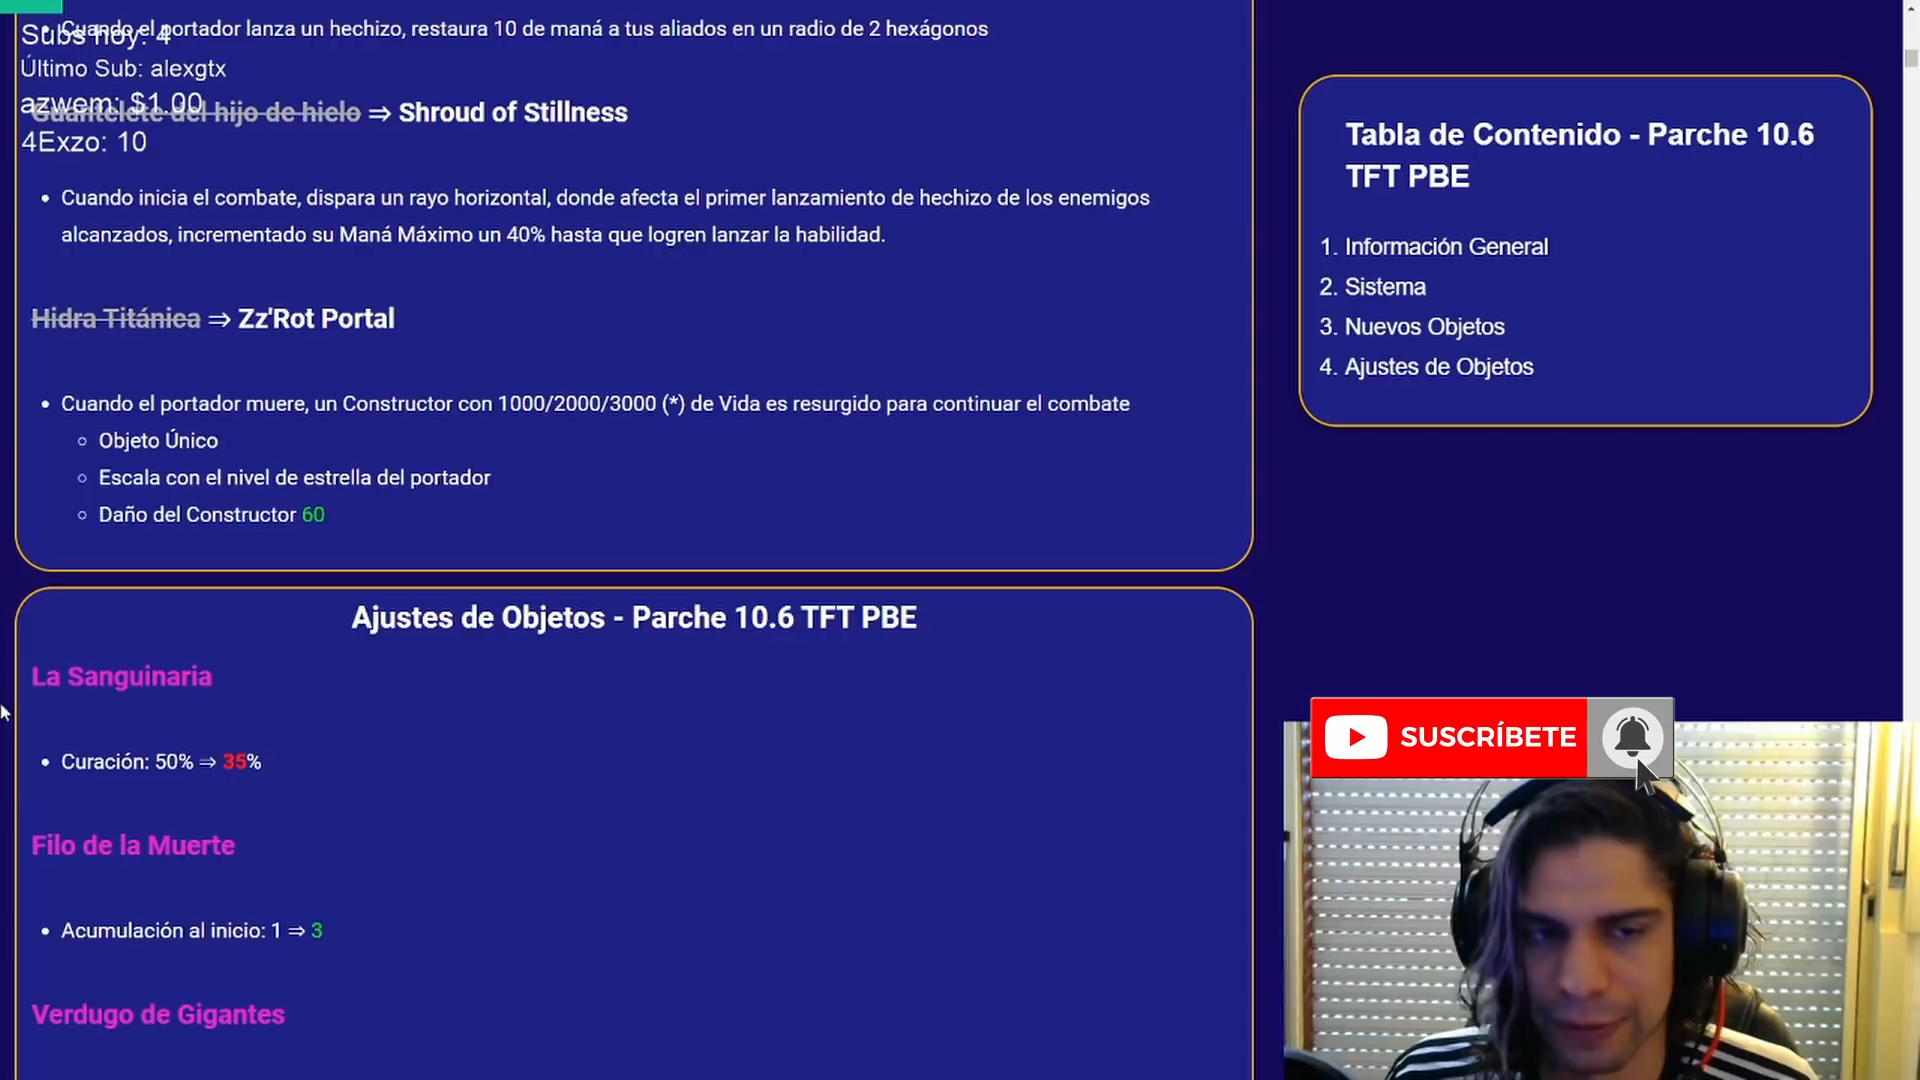 Cuando el portador lanza un hechizo, restaura 10 de maná a tus aliados en un radio de 2 hexágonos
Subs hoy: 4
Último Sub: alexgtx
azwem: $1.00
Guantelete del hijo de hielo ⇒ Shroud of Stillness
4Exzo: 10
• Cuando inicia el combate, dispara un rayo horizontal, donde afecta el primer lanzamiento de hechizo de los enemigos
alcanzados, incrementado su Maná Máximo un 40% hasta que logren lanzar la habilidad.
Hidra Titánica ⇒ Zz'Rot Portal
• Cuando el portador muere, un Constructor con 1000/2000/3000 (*) de Vida es resurgido para continuar el combate
○ Objeto Único
○ Escala con el nivel de estrella del portador
○ Daño del Constructor 60
Ajustes de Objetos - Parche 10.6 TFT PBE
La Sanguinaria
• Curación: 50% ⇒ 35%
Filo de la Muerte
• Acumulación al inicio: 1 ⇒ 3
Verdugo de Gigantes
Tabla de Contenido - Parche 10.6
TFT PBE
1. Información General
2. Sistema
3. Nuevos Objetos
4. Ajustes de Objetos
SUSCRÍBETE